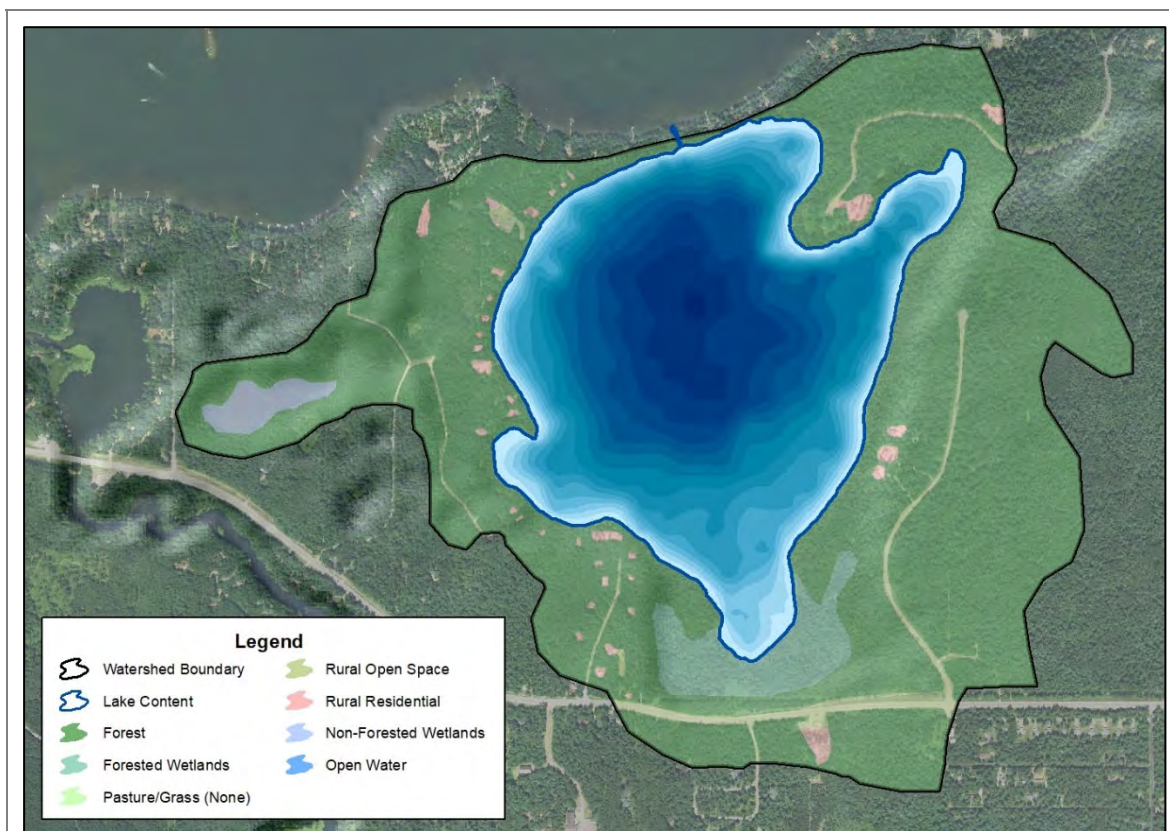 Legend
Watershed Boundary
Lake Content
Forest
Forested Wetlands
Pasture/Grass (None)
Rural Open Space
Rural Residential
Non-Forested Wetlands
Open Water